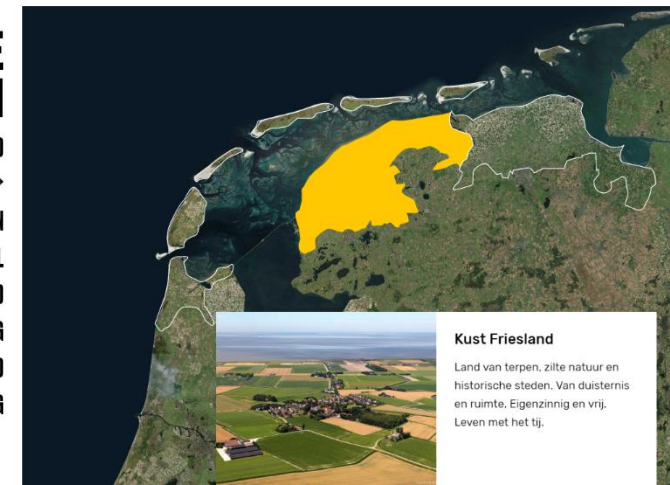 Kust Friesland
Land van terpen, zilte natuur en
historische steden. Van duisternis
en ruimte. Eigenzinnig en vrij.
Leven met het tij.